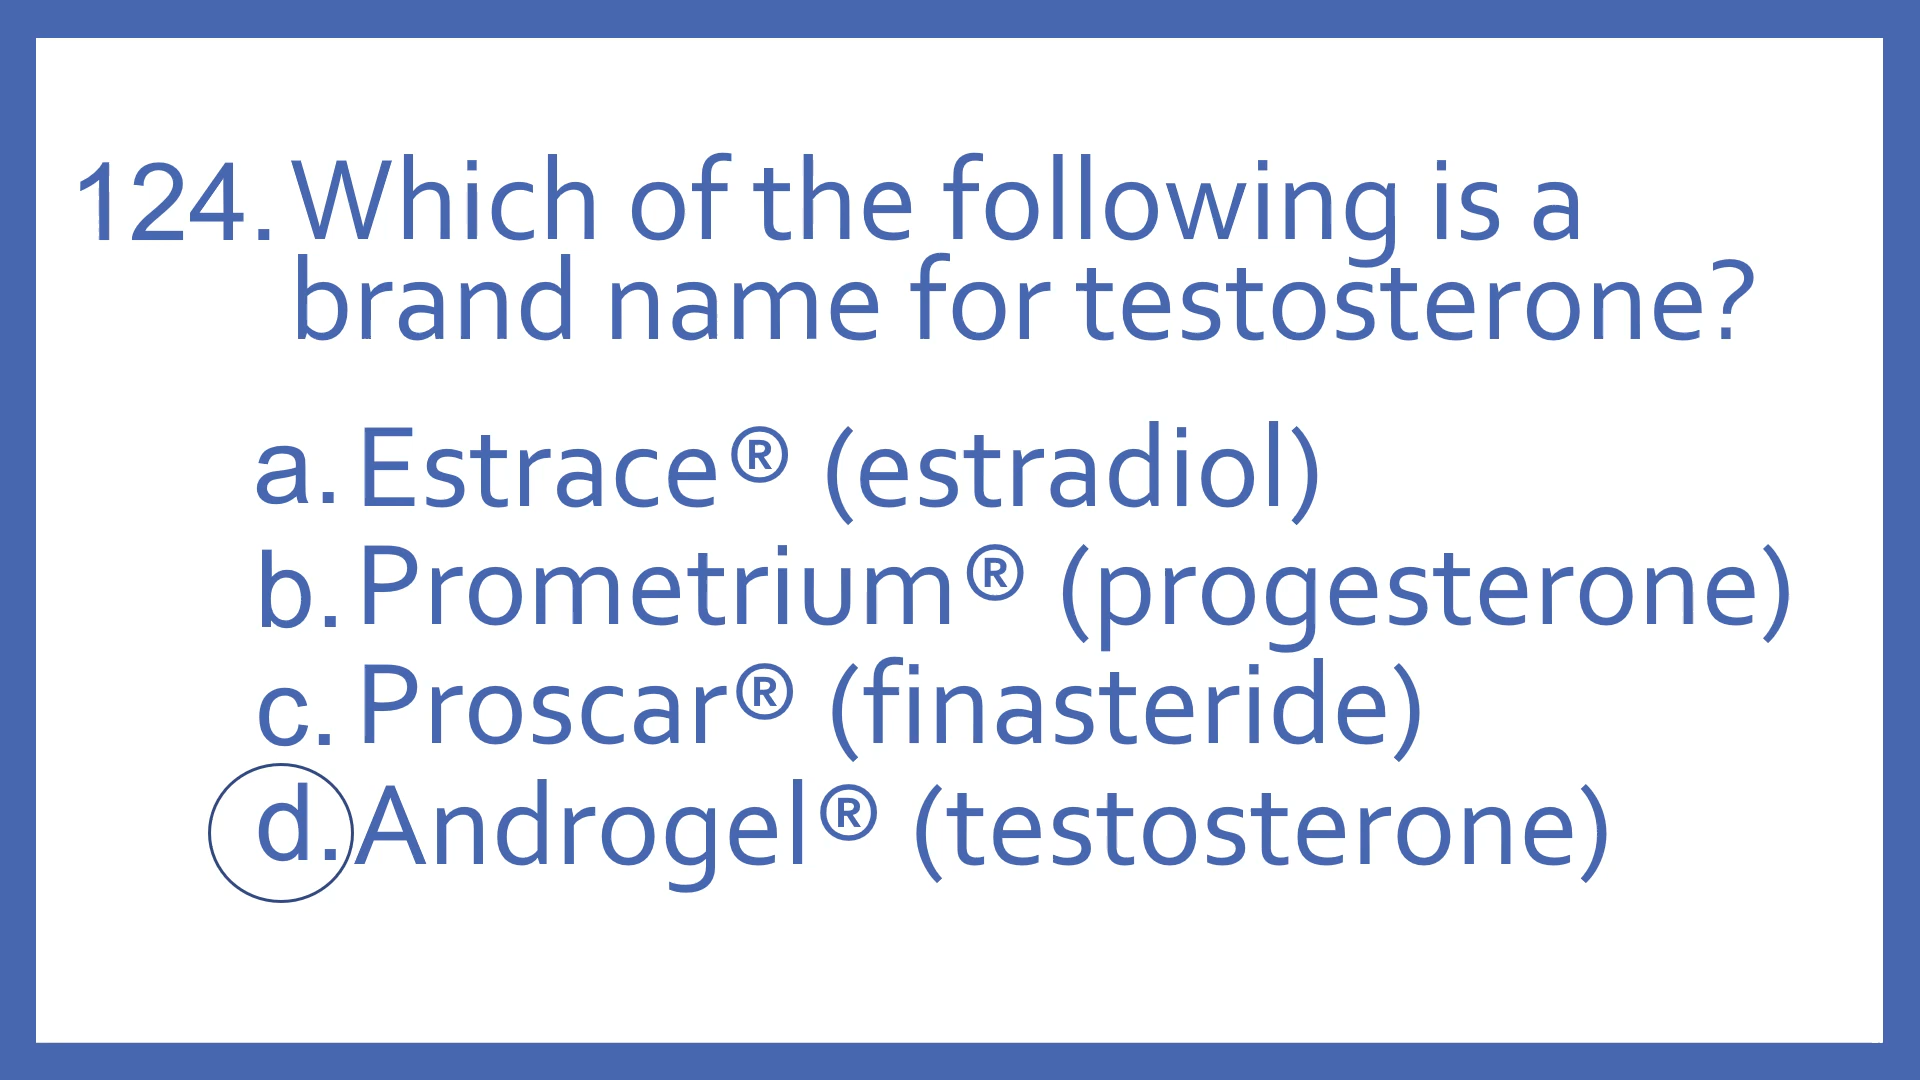 124. Which of the following is a
brand name for testosterone?
a. Estrace® (estradiol)
b. Prometrium® (progesterone)
c. Proscar® (finasteride)
d. Androgel® (testosterone)